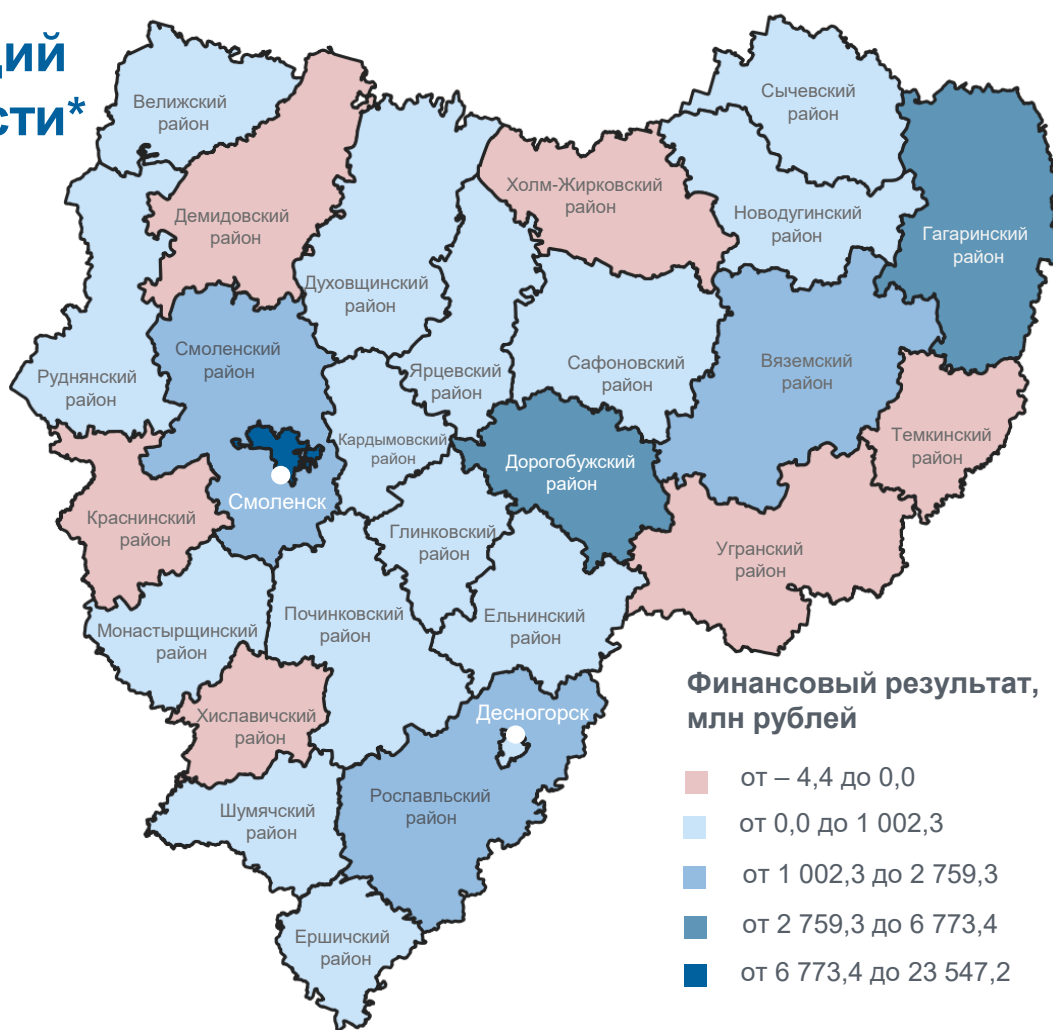 ций
сти*
Велижский
район
Сычевский
район
Демидовский
район
Холм-Жирковский
район
Новодугинский
район
Гагаринский
район
Духовщинский
район
Смоленский
район
Руднянский
район
Ярцевский
район
Сафоновский
район
Вяземский
район
Кардымовский
район
Темкинский
район
Дорогобужский
район
Смоленск
Краснинский
район
Глинковский
район
Угранский
район
Монастырщинский
район
Починковский
район
Ельнинский
район
Хиславичский
район
Десногорск
Шумячский
район
Рославльский
район
Ершичский
район
Финансовый результат,
млн рублей
от – 4,4 до 0,0
от 0,0 до 1 002,3
от 1 002,3 до 2 759,3
от 2 759,3 до 6 773,4
от 6 773,4 до 23 547,2